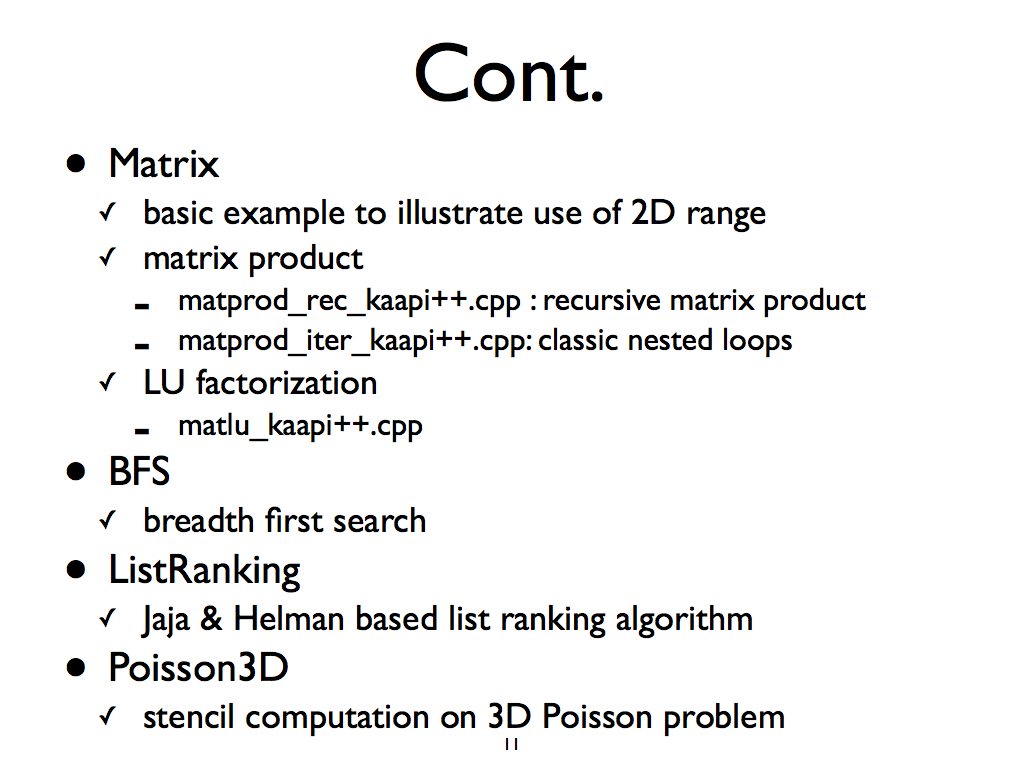 Cont.
• Matrix
✓ basic example to illustrate use of 2D range
✓ matrix product
- matprod_rec_kaapi++.cpp : recursive matrix product
- matprod_iter_kaapi++.cpp: classic nested loops
✓ LU factorization
- matlu_kaapi++.cpp
• BFS
✓ breadth first search
• ListRanking
✓ Jaja & Helman based list ranking algorithm
• Poisson3D
✓ stencil computation on 3D Poisson problem
11